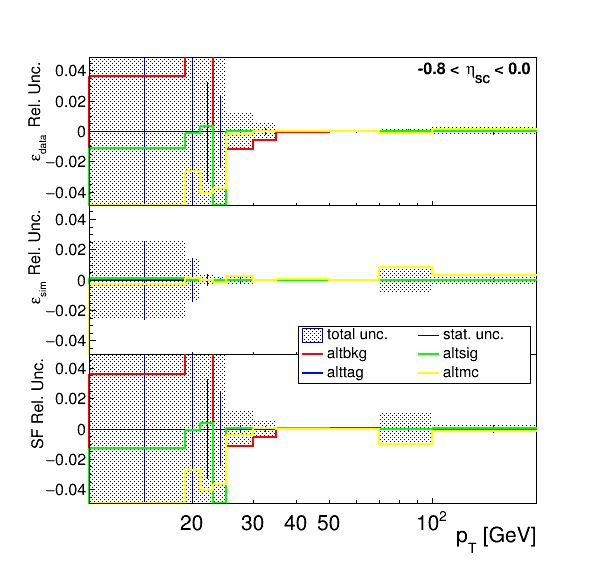 -0.8 < η_SC < 0.0
ε_data Rel. Unc.
0.04
0.02
0
−0.02
−0.04
ε_sim Rel. Unc.
0.04
0.02
0
−0.02
−0.04
total unc. stat. unc.
altbkg altsig
alttag altmc
SF Rel. Unc.
0.04
0.02
0
−0.02
−0.04
20 30 40 50 10²
p_T [GeV]